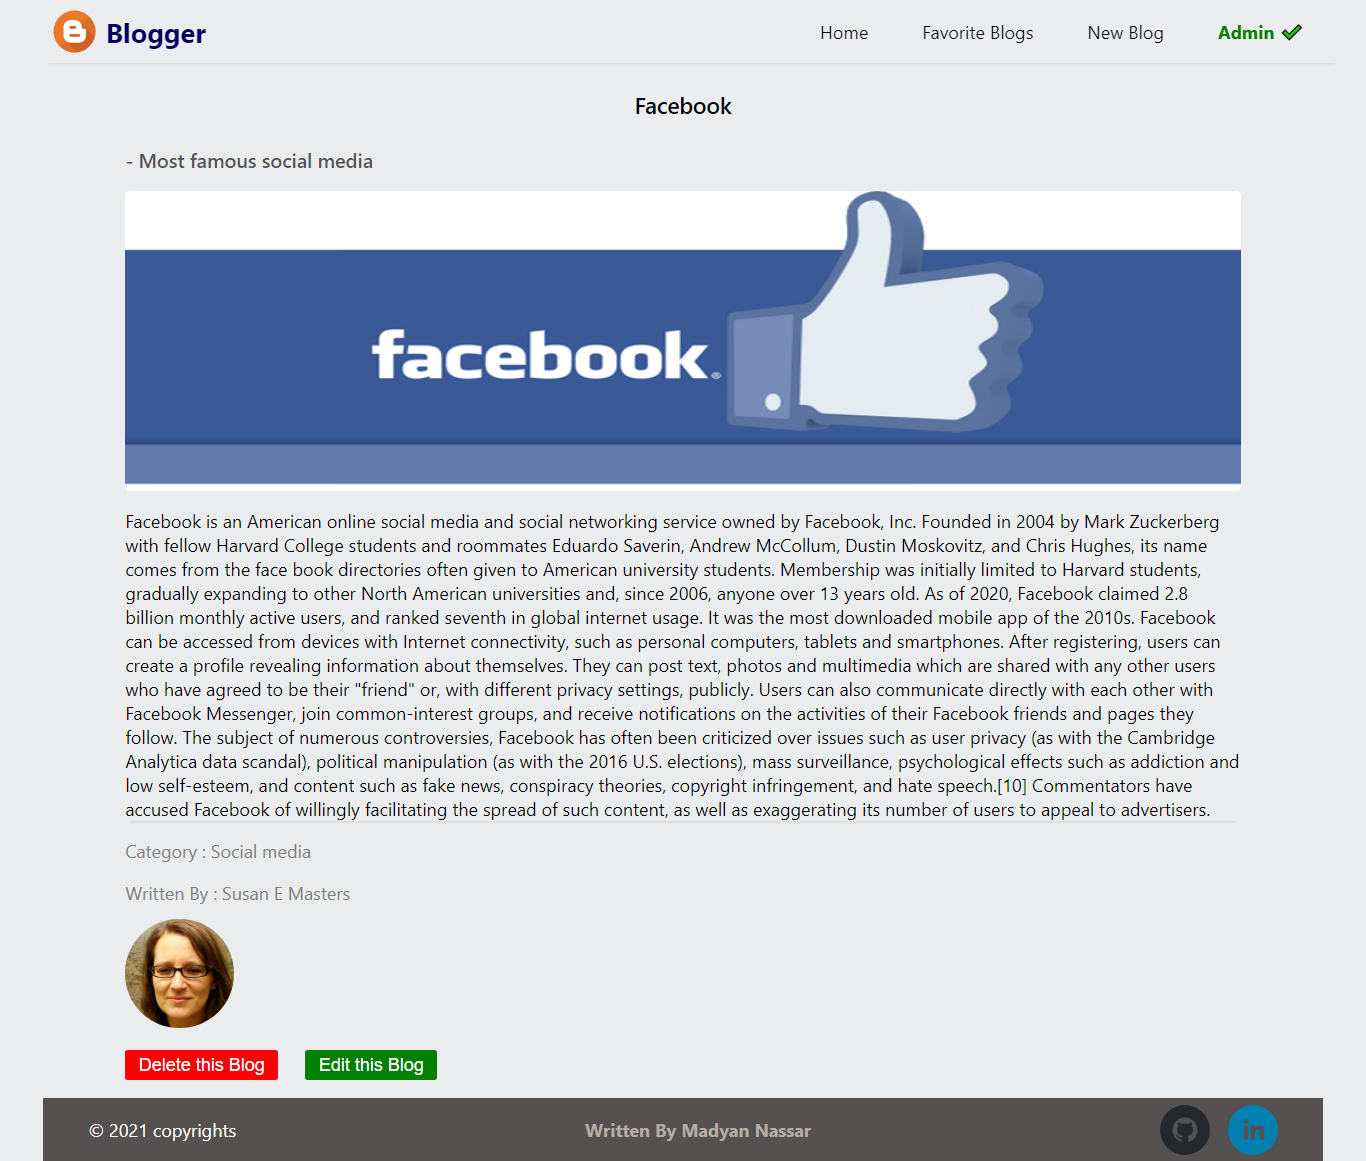 Blogger
Home
Favorite Blogs
New Blog
Admin
Facebook
- Most famous social media
facebook®
Facebook is an American online social media and social networking service owned by Facebook, Inc. Founded in 2004 by Mark Zuckerberg
with fellow Harvard College students and roommates Eduardo Saverin, Andrew McCollum, Dustin Moskovitz, and Chris Hughes, its name
comes from the face book directories often given to American university students. Membership was initially limited to Harvard students,
gradually expanding to other North American universities and, since 2006, anyone over 13 years old. As of 2020, Facebook claimed 2.8
billion monthly active users, and ranked seventh in global internet usage. It was the most downloaded mobile app of the 2010s. Facebook
can be accessed from devices with Internet connectivity, such as personal computers, tablets and smartphones. After registering, users can
create a profile revealing information about themselves. They can post text, photos and multimedia which are shared with any other users
who have agreed to be their "friend" or, with different privacy settings, publicly. Users can also communicate directly with each other with
Facebook Messenger, join common-interest groups, and receive notifications on the activities of their Facebook friends and pages they
follow. The subject of numerous controversies, Facebook has often been criticized over issues such as user privacy (as with the Cambridge
Analytica data scandal), political manipulation (as with the 2016 U.S. elections), mass surveillance, psychological effects such as addiction and
low self-esteem, and content such as fake news, conspiracy theories, copyright infringement, and hate speech.[10] Commentators have
accused Facebook of willingly facilitating the spread of such content, as well as exaggerating its number of users to appeal to advertisers.
Category : Social media
Written By : Susan E Masters
Delete this Blog
Edit this Blog
© 2021 copyrights
Written By Madyan Nassar
in